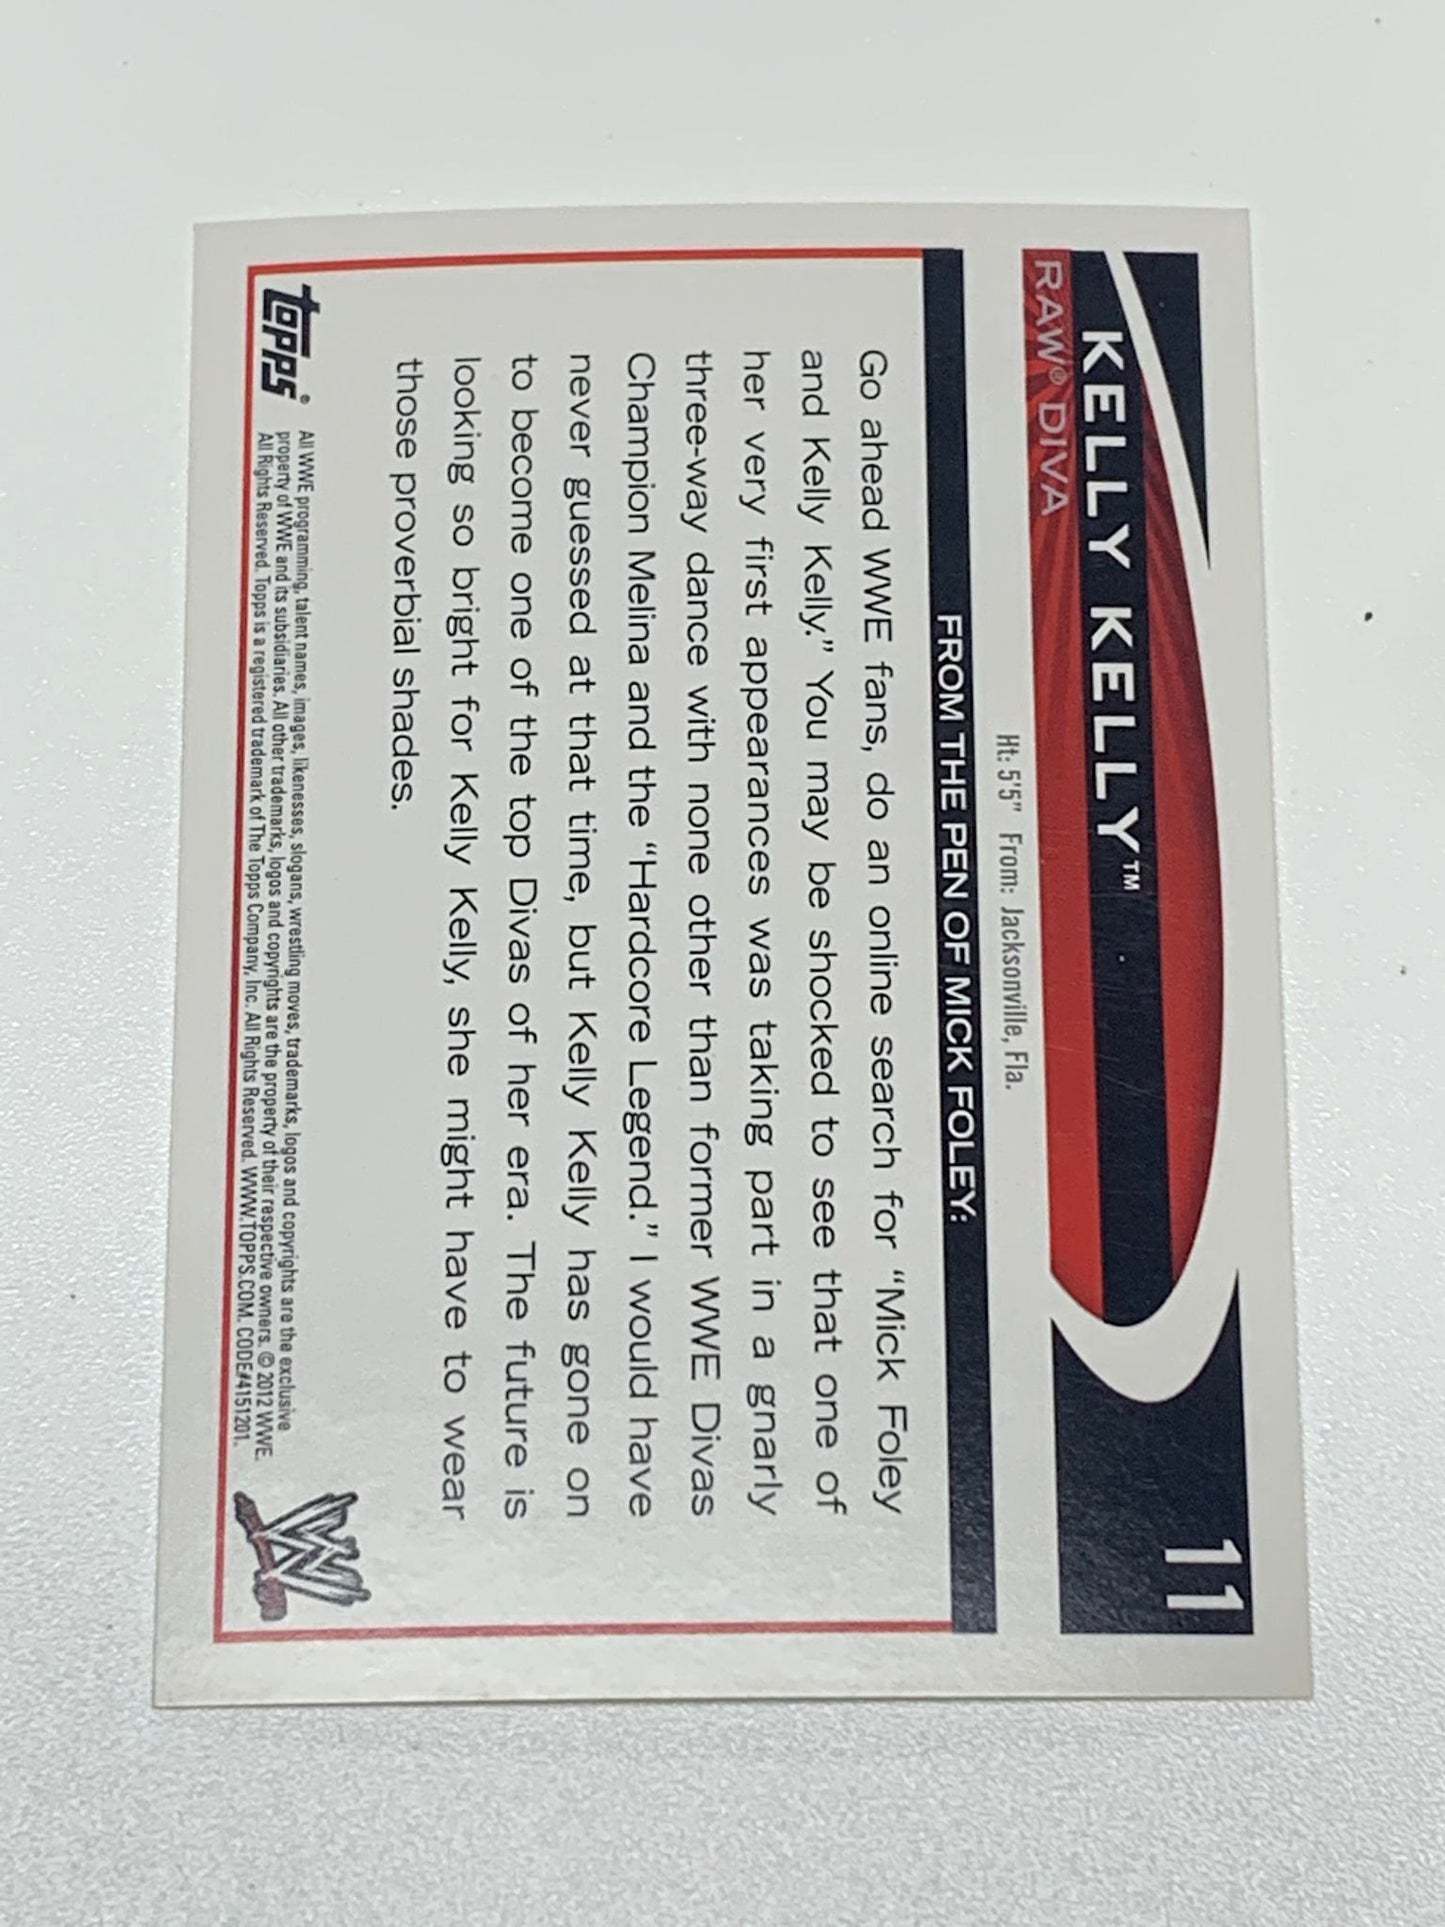 11
KELLY KELLY™
RAW® DIVA
Ht: 5'5" From: Jacksonville, Fla.
FROM THE PEN OF MICK FOLEY:
Go ahead WWE fans, do an online search for “Mick Foley
and Kelly Kelly.” You may be shocked to see that one of
her very first appearances was taking part in a gnarly
three-way dance with none other than former WWE Divas
Champion Melina and the “Hardcore Legend.” I would have
never guessed at that time, but Kelly Kelly has gone on
to become one of the top Divas of her era. The future is
looking so bright for Kelly Kelly, she might have to wear
those proverbial shades.
topps®
All WWE programming, talent names, images, likenesses, slogans, wrestling moves, trademarks, logos and copyrights are the exclusive
property of WWE and its subsidiaries. All other trademarks, logos and copyrights are the property of their respective owners. © 2012 WWE.
All Rights Reserved. Topps is a registered trademark of The Topps Company, Inc. All Rights Reserved. WWW.TOPPS.COM. CODE#4151201.
W